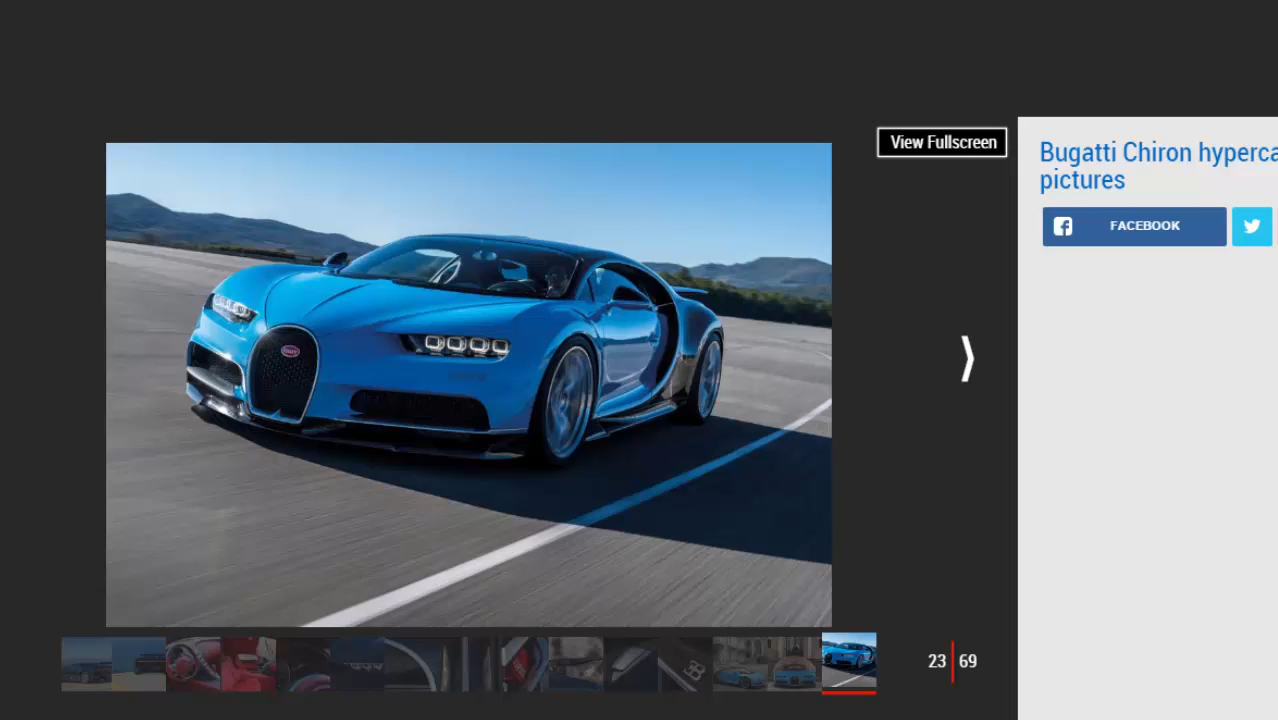 View Fullscreen
Bugatti Chiron hyperca
pictures
FACEBOOK
23 69